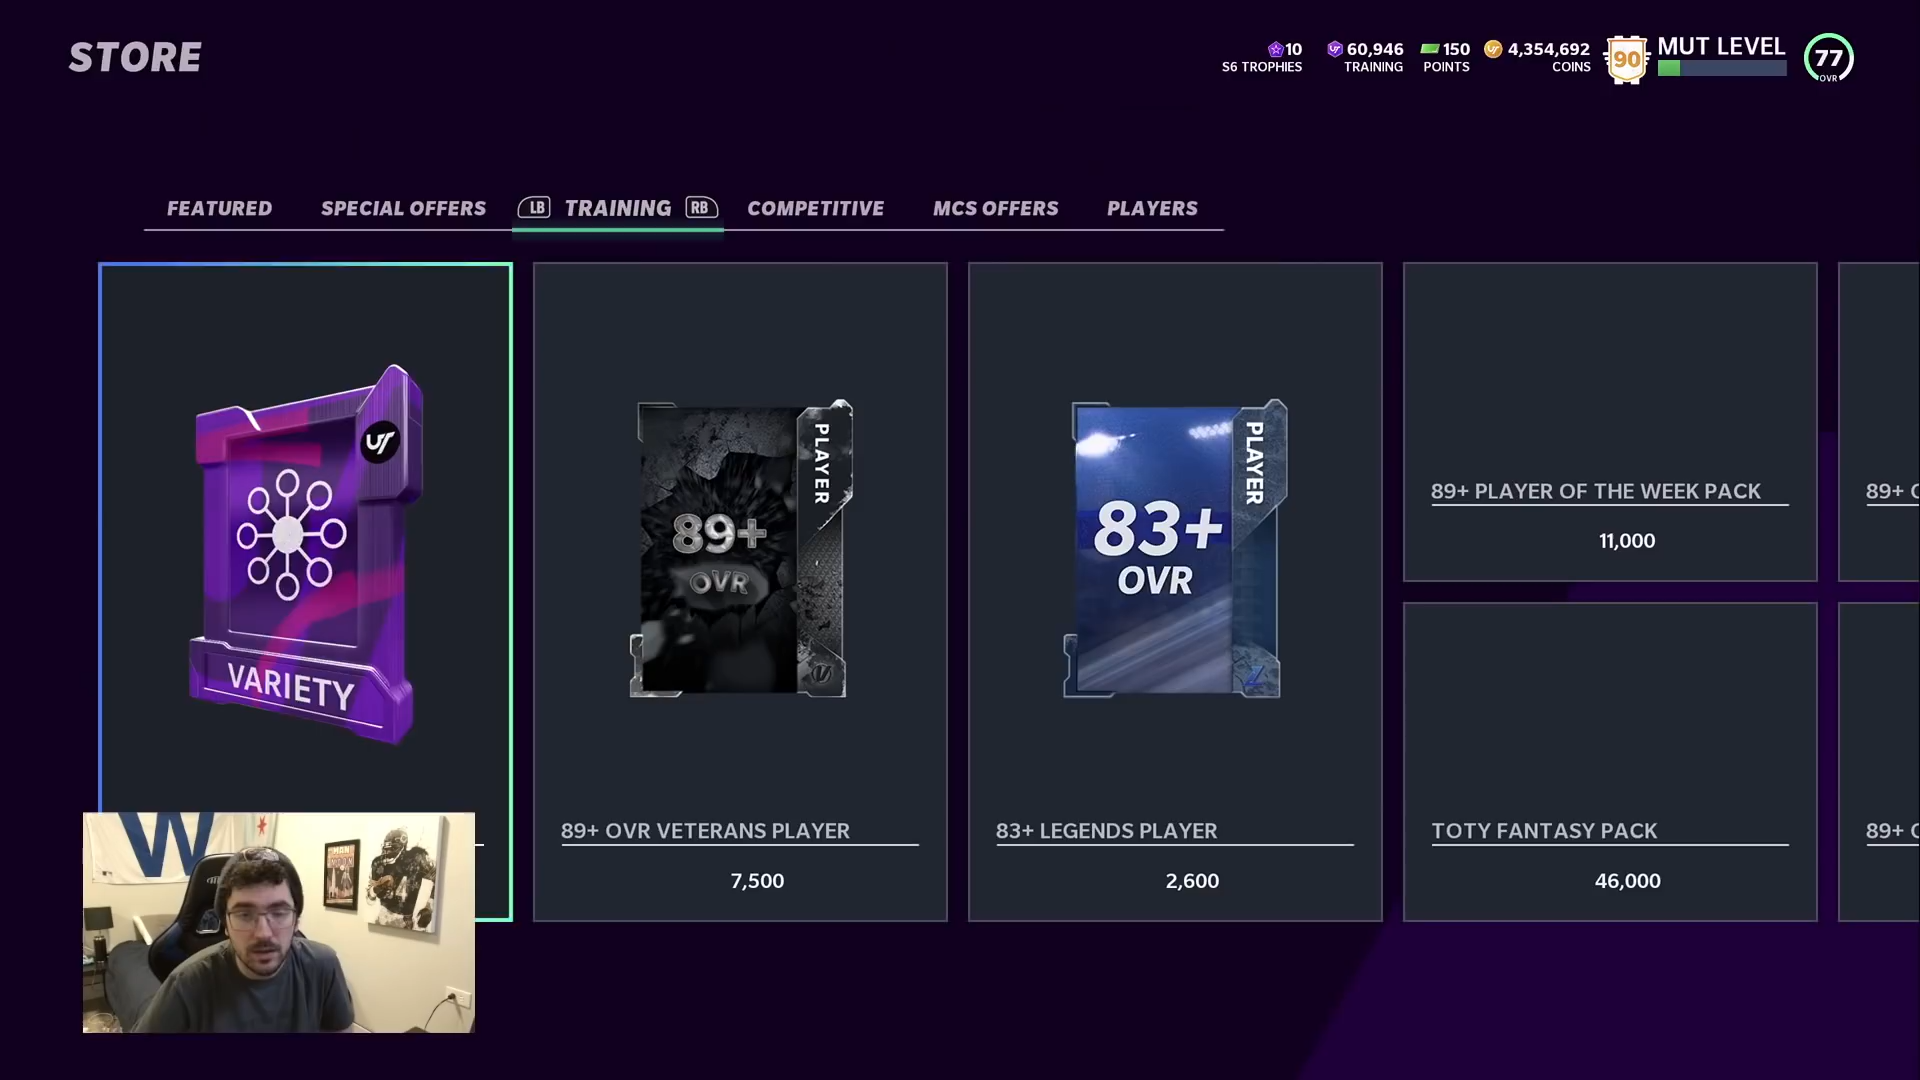 STORE
10
S6 TROPHIES
60,946
TRAINING
150
POINTS
4,354,692
COINS
90
MUT LEVEL
77
OVR
FEATURED
SPECIAL OFFERS
LB
TRAINING
RB
COMPETITIVE
MCS OFFERS
PLAYERS
VARIETY
PLAYER
89+
OVR
89+ OVR VETERANS PLAYER
7,500
PLAYER
83+
OVR
83+ LEGENDS PLAYER
2,600
89+ PLAYER OF THE WEEK PACK
11,000
TOTY FANTASY PACK
46,000
89+
89+
W